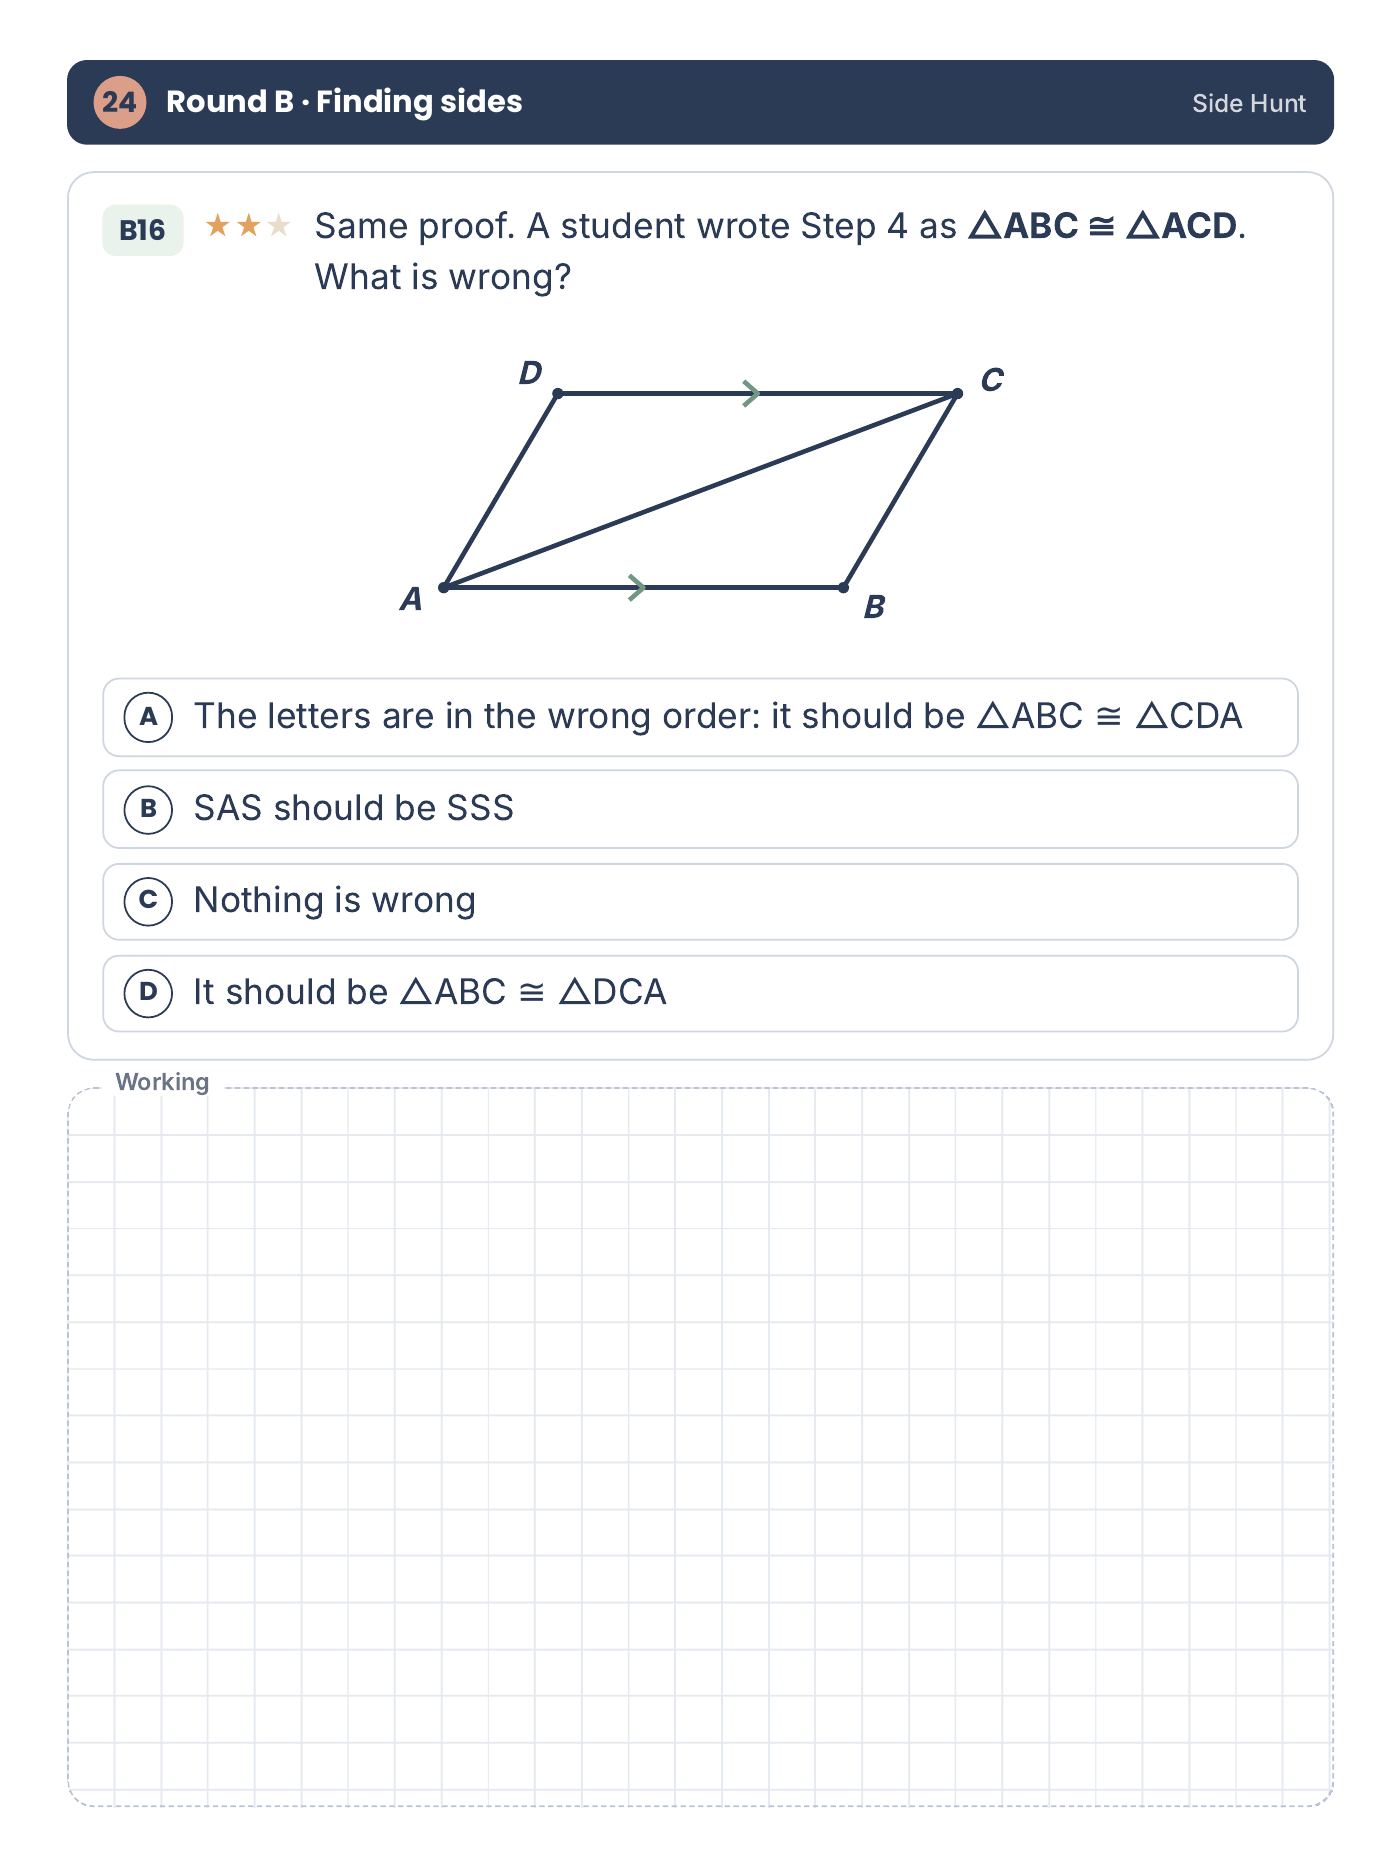 24 Round B · Finding sides Side Hunt
B16 ★★★ Same proof. A student wrote Step 4 as △ABC ≅ △ACD.
What is wrong?
D
C
A
B
A The letters are in the wrong order: it should be △ABC ≅ △CDA
B SAS should be SSS
C Nothing is wrong
D It should be △ABC ≅ △DCA
Working